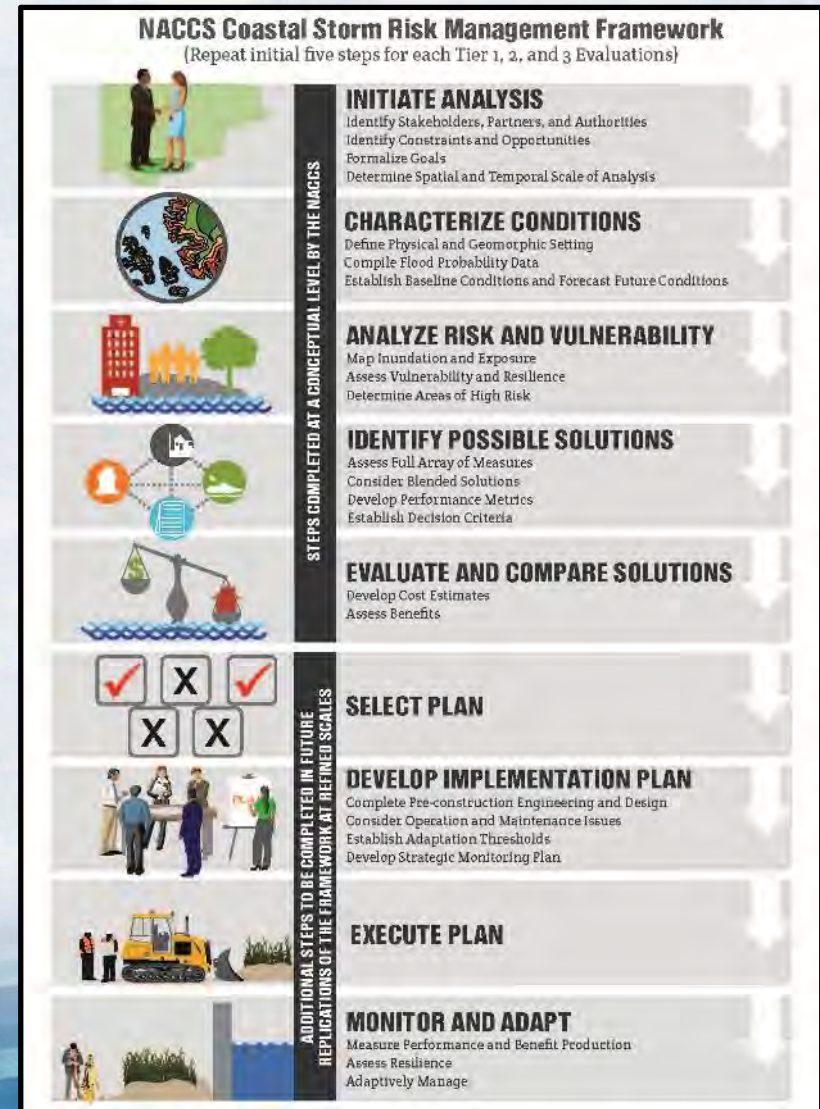 NACCS Coastal Storm Risk Management Framework
(Repeat initial five steps for each Tier 1, 2, and 3 Evaluations)
STEPS COMPLETED AT A CONCEPTUAL LEVEL BY THE NACCS
INITIATE ANALYSIS
Identify Stakeholders, Partners, and Authorities
Identify Constraints and Opportunities
Formalize Goals
Determine Spatial and Temporal Scale of Analysis
CHARACTERIZE CONDITIONS
Define Physical and Geomorphic Setting
Compile Flood Probability Data
Establish Baseline Conditions and Forecast Future Conditions
ANALYZE RISK AND VULNERABILITY
Map Inundation and Exposure
Assess Vulnerability and Resilience
Determine Areas of High Risk
IDENTIFY POSSIBLE SOLUTIONS
Assess Full Array of Measures
Consider Blended Solutions
Develop Performance Metrics
Establish Decision Criteria
$
EVALUATE AND COMPARE SOLUTIONS
Develop Cost Estimates
Assess Benefits
ADDITIONAL STEPS TO BE COMPLETED IN FUTURE
REPLICATIONS OF THE FRAMEWORK AT REFINED SCALES
X
X X
SELECT PLAN
PLAN
DEVELOP IMPLEMENTATION PLAN
Complete Pre-construction Engineering and Design
Consider Operation and Maintenance Issues
Establish Adaptation Thresholds
Develop Strategic Monitoring Plan
EXECUTE PLAN
MONITOR AND ADAPT
Measure Performance and Benefit Production
Assess Resilience
Adaptively Manage